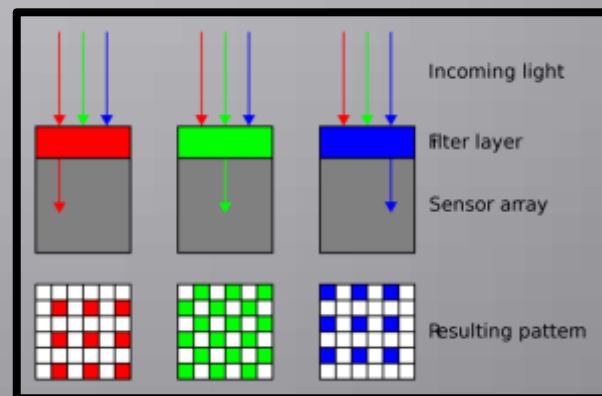 Incoming light
Filter layer
Sensor array
Resulting pattern